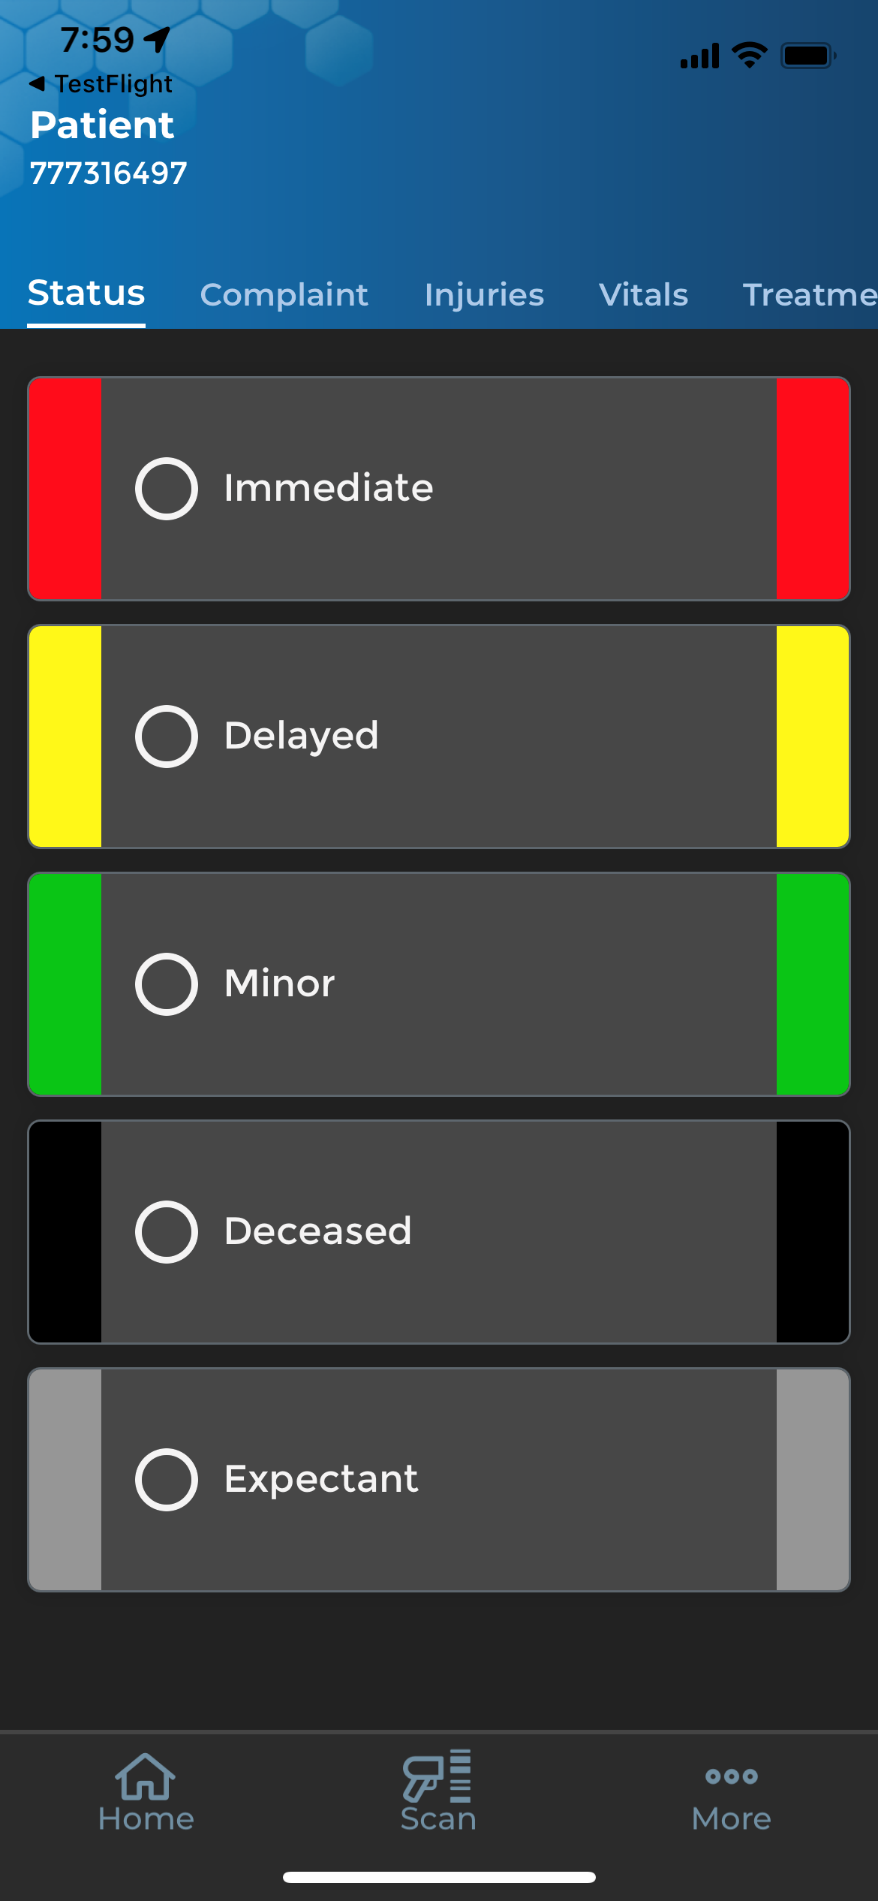 7:59
◀ TestFlight
Patient
777316497
Status Complaint Injuries Vitals Treatme
Immediate
Delayed
Minor
Deceased
Expectant
Home Scan More